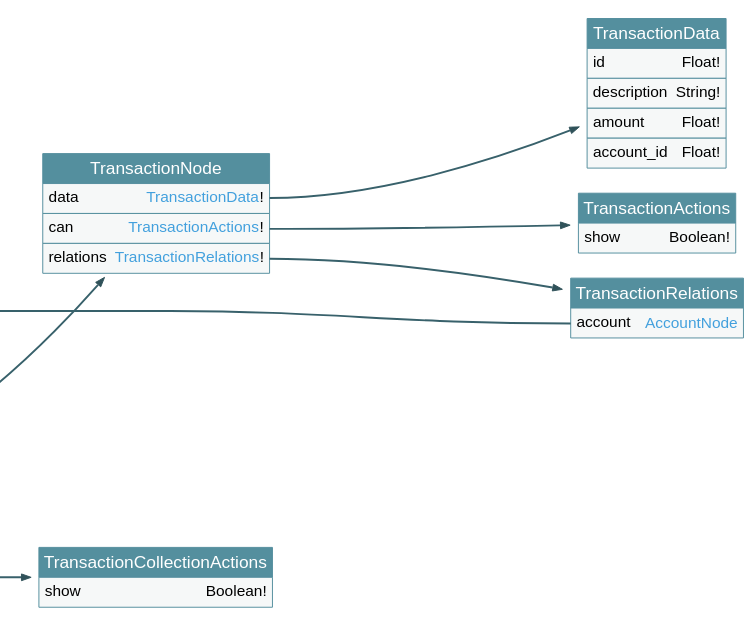 TransactionData
id Float!
description String!
amount Float!
account_id Float!
TransactionNode
data TransactionData!
can TransactionActions!
relations TransactionRelations!
TransactionActions
show Boolean!
TransactionRelations
account AccountNode
TransactionCollectionActions
show Boolean!